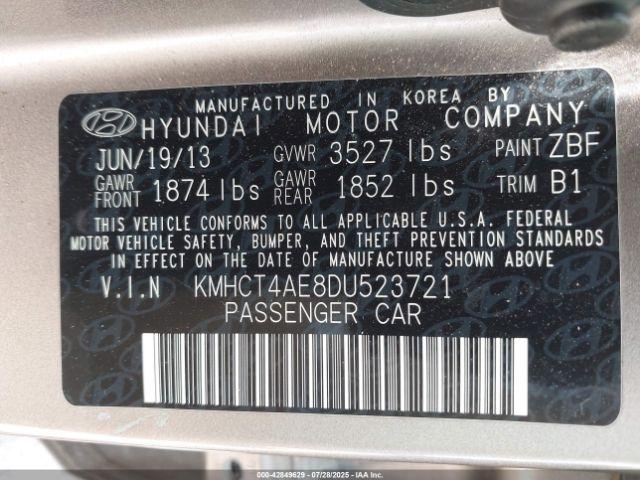 MANUFACTURED IN KOREA BY
HYUNDAI MOTOR COMPANY
JUN/19/13 GVWR 3527 lbs PAINT ZBF
GAWR FRONT 1874 lbs GAWR REAR 1852 lbs TRIM B1
THIS VEHICLE CONFORMS TO ALL APPLICABLE U.S.A. FEDERAL
MOTOR VEHICLE SAFETY, BUMPER, AND THEFT PREVENTION STANDARDS
IN EFFECT ON THE DATE OF MANUFACTURE SHOWN ABOVE.
V.I.N KMHCT4AE8DU523721
PASSENGER CAR
000-42849629 - 07/28/2025 - COPYRIGHT IAA, LLC.